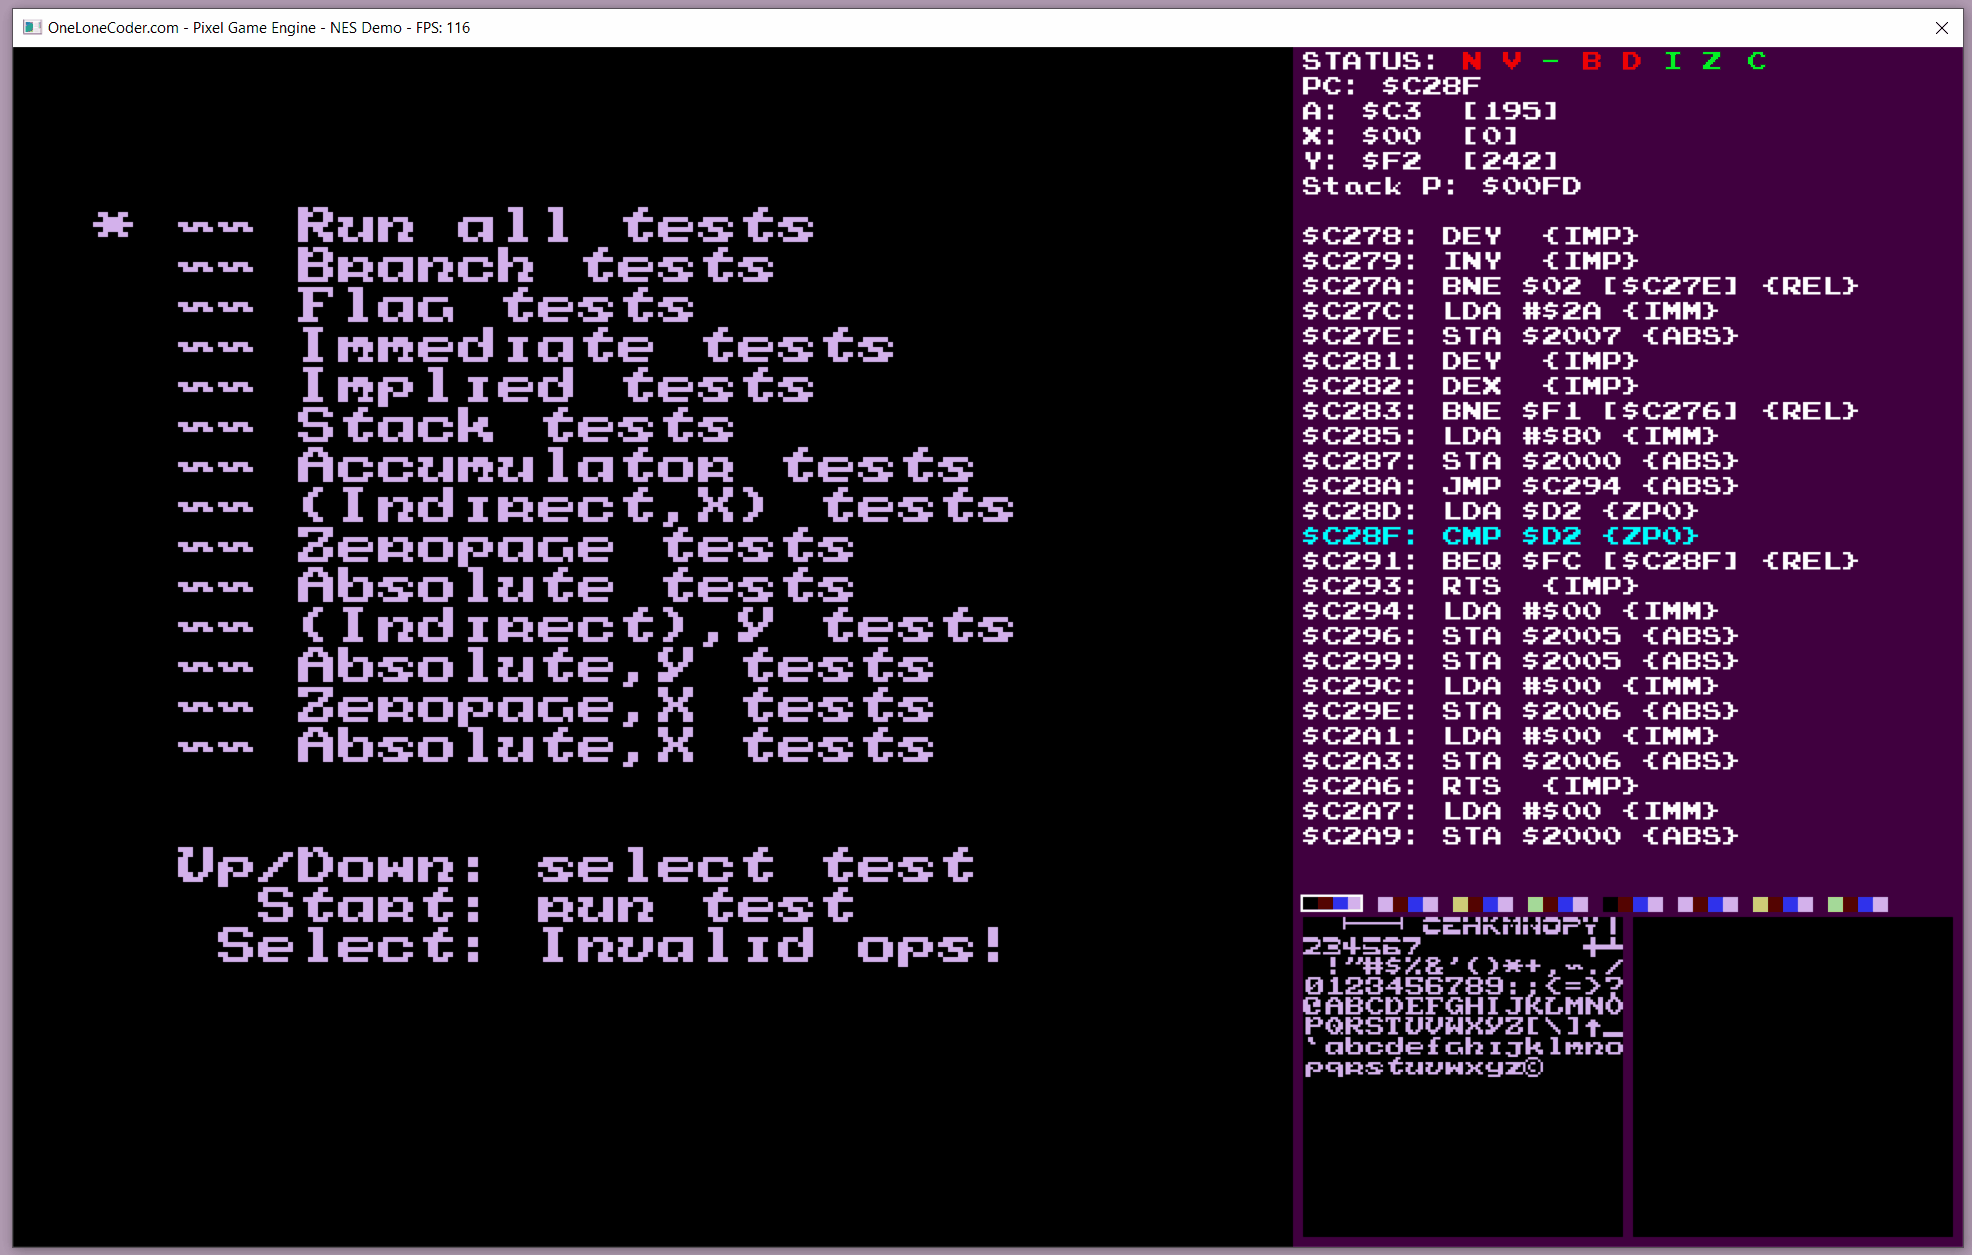 OneLoneCoder.com - Pixel Game Engine - NES Demo - FPS: 116
* -- Run all tests
-- Branch tests
-- Flag tests
-- Immediate tests
-- Implied tests
-- Stack tests
-- Accumulator tests
-- (Indirect,X) tests
-- Zeropage tests
-- Absolute tests
-- (Indirect),Y tests
-- Absolute,Y tests
-- Zeropage,X tests
-- Absolute,X tests
Up/Down: select test
Start: run test
Select: Invalid ops!
STATUS: N V - B D I Z C
PC: $C28F
A: $C3 [195]
X: $00 [0]
Y: $F2 [242]
Stack P: $00FD
$C278: DEY {IMP}
$C279: INY {IMP}
$C27A: BNE $02 [$C27E] {REL}
$C27C: LDA #$2A {IMM}
$C27E: STA $2007 {ABS}
$C281: DEY {IMP}
$C282: DEX {IMP}
$C283: BNE $F1 [$C276] {REL}
$C285: LDA #$80 {IMM}
$C287: STA $2000 {ABS}
$C28A: JMP $C294 {ABS}
$C28D: LDA $D2 {ZP0}
$C28F: CMP $D2 {ZP0}
$C291: BEQ $FC [$C28F] {REL}
$C293: RTS {IMP}
$C294: LDA #$00 {IMM}
$C296: STA $2005 {ABS}
$C299: STA $2005 {ABS}
$C29C: LDA #$00 {IMM}
$C29E: STA $2006 {ABS}
$C2A1: LDA #$00 {IMM}
$C2A3: STA $2006 {ABS}
$C2A6: RTS {IMP}
$C2A7: LDA #$00 {IMM}
$C2A9: STA $2000 {ABS}
234567
!"#$%&'()*+,-./
0123456789:;<=>?
@ABCDEFGHIJKLMNO
PQRSTUVWXYZ[\]↑_
`abcdefghijklmno
pqrstuvwxyz©